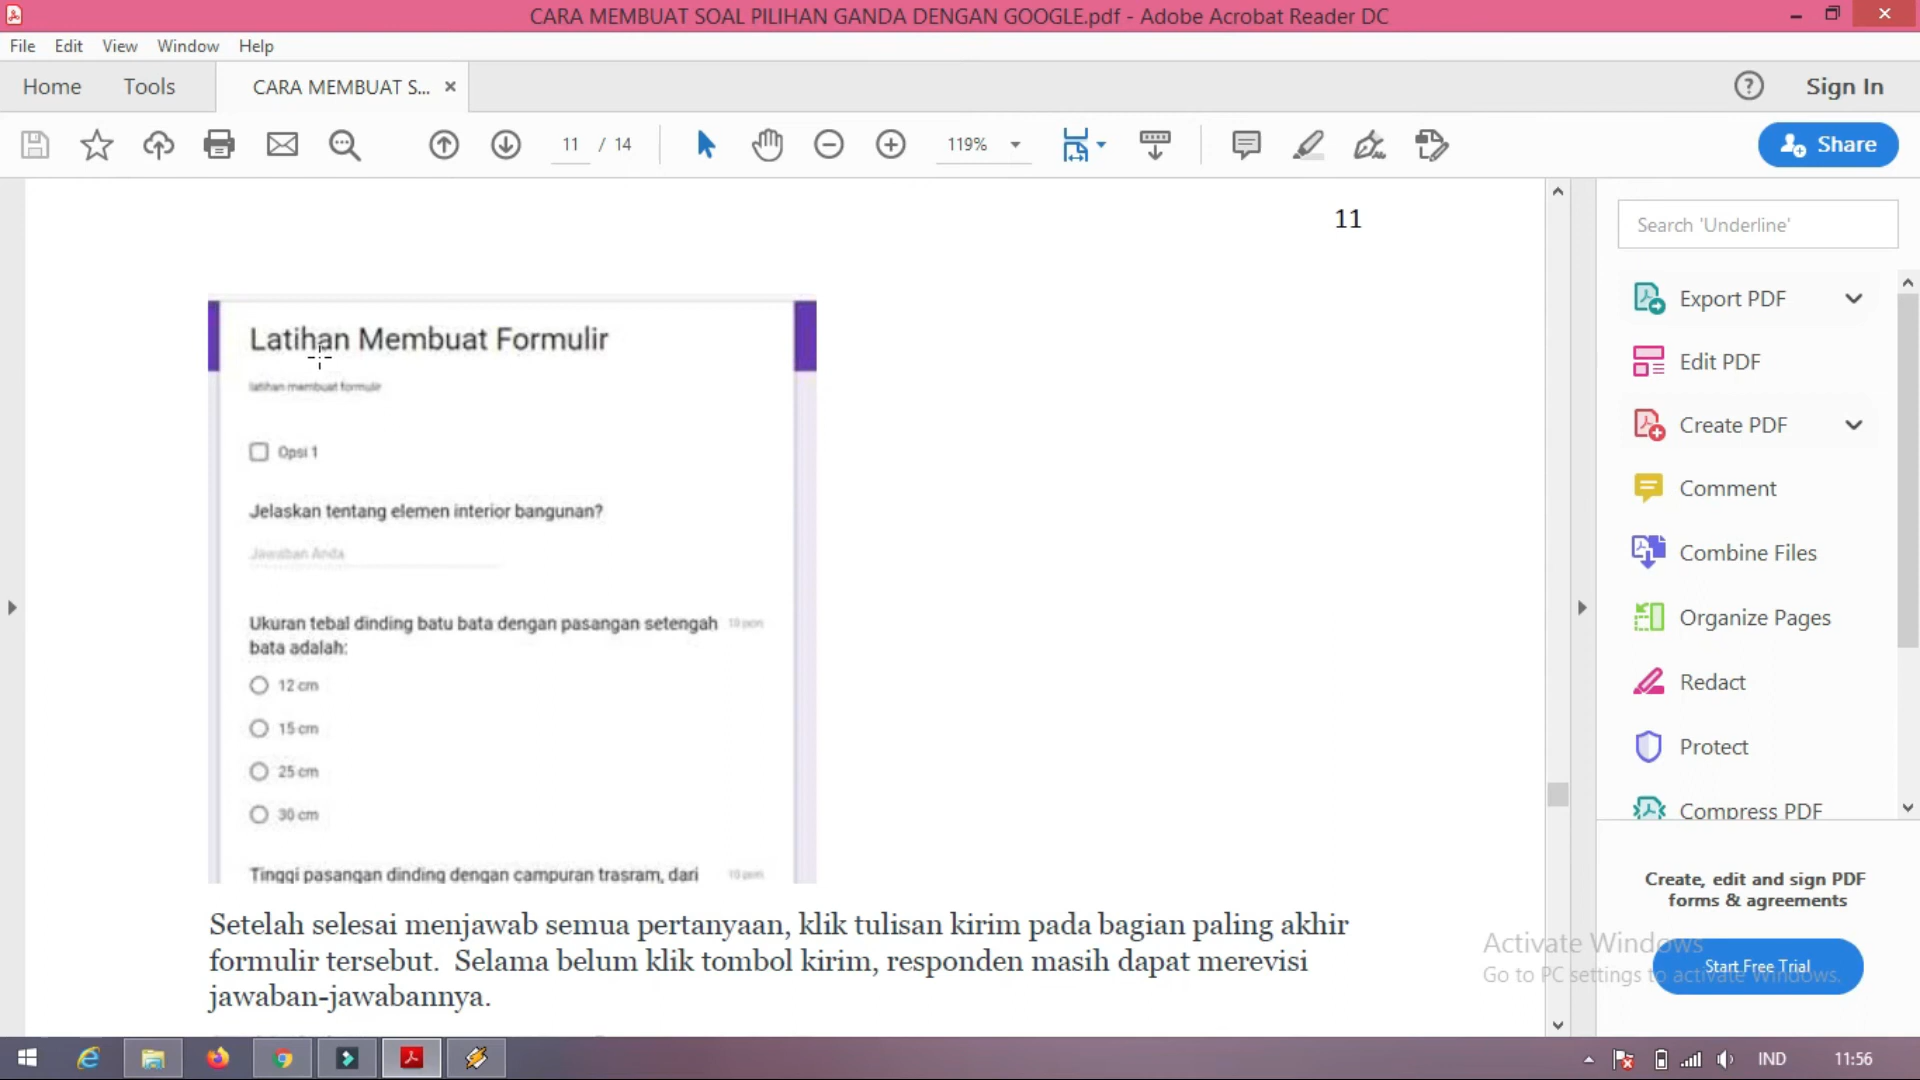 CARA MEMBUAT SOAL PILIHAN GANDA DENGAN GOOGLE.pdf - Adobe Acrobat Reader DC
File Edit View Window Help
Home Tools CARA MEMBUAT S... Sign In
11 / 14 119% Share
11
Latihan Membuat Formulir
latihan membuat formulir
Opsi 1
Jelaskan tentang elemen interior bangunan?
Jawaban Anda
Ukuran tebal dinding batu bata dengan pasangan setengah 10 poin
bata adalah:
12 cm
15 cm
25 cm
30 cm
Tinggi pasangan dinding dengan campuran trasram, dari 10 poin
Setelah selesai menjawab semua pertanyaan, klik tulisan kirim pada bagian paling akhir
formulir tersebut. Selama belum klik tombol kirim, responden masih dapat merevisi
jawaban-jawabannya.
Search 'Underline'
Export PDF
Edit PDF
Create PDF
Comment
Combine Files
Organize Pages
Redact
Protect
Compress PDF
Create, edit and sign PDF
forms & agreements
Start Free Trial
Activate Windows
Go to PC settings to activate Windows.
IND 11:56